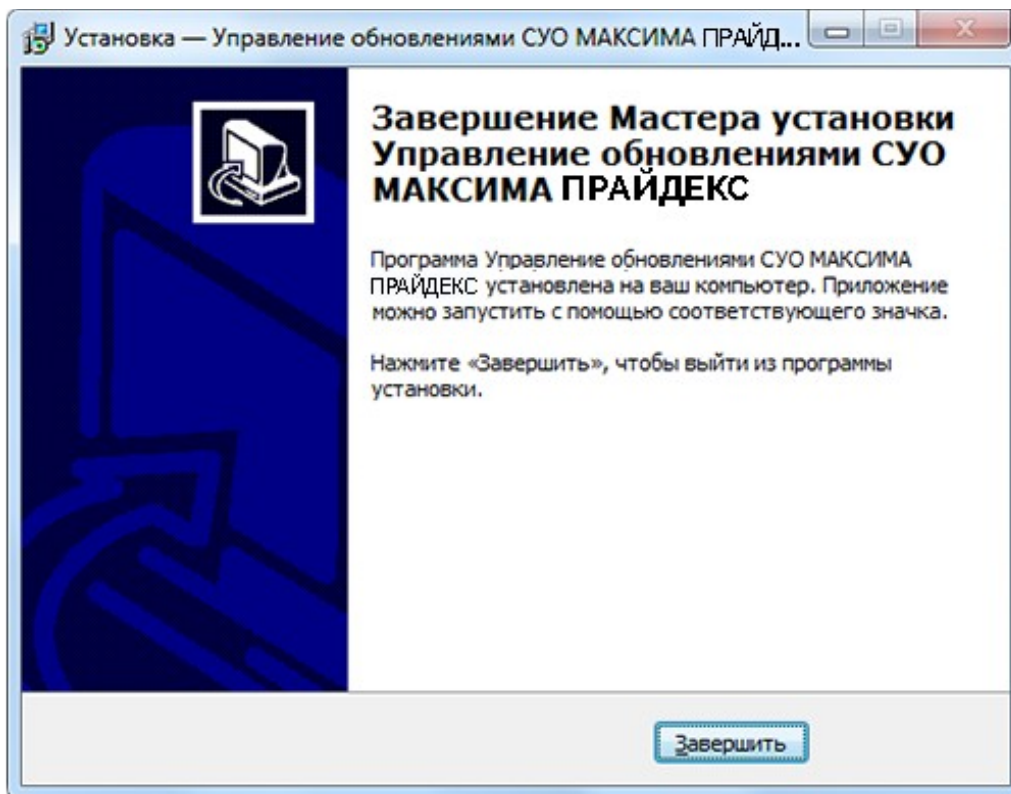 Установка — Управление обновлениями СУО МАКСИМА ПРАЙД...
Завершение Мастера установки
Управление обновлениями СУО
МАКСИМА ПРАЙДЕКС
Программа Управление обновлениями СУО МАКСИМА
ПРАЙДЕКС установлена на ваш компьютер. Приложение
можно запустить с помощью соответствующего значка.
Нажмите «Завершить», чтобы выйти из программы
установки.
Завершить